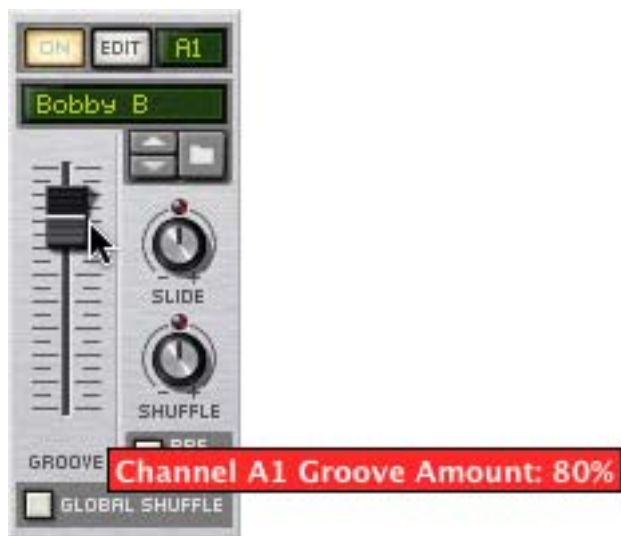 ON EDIT A1
Bobby B
- +
SLIDE
- +
SHUFFLE
GROOVE
Channel A1 Groove Amount: 80%
GLOBAL SHUFFLE